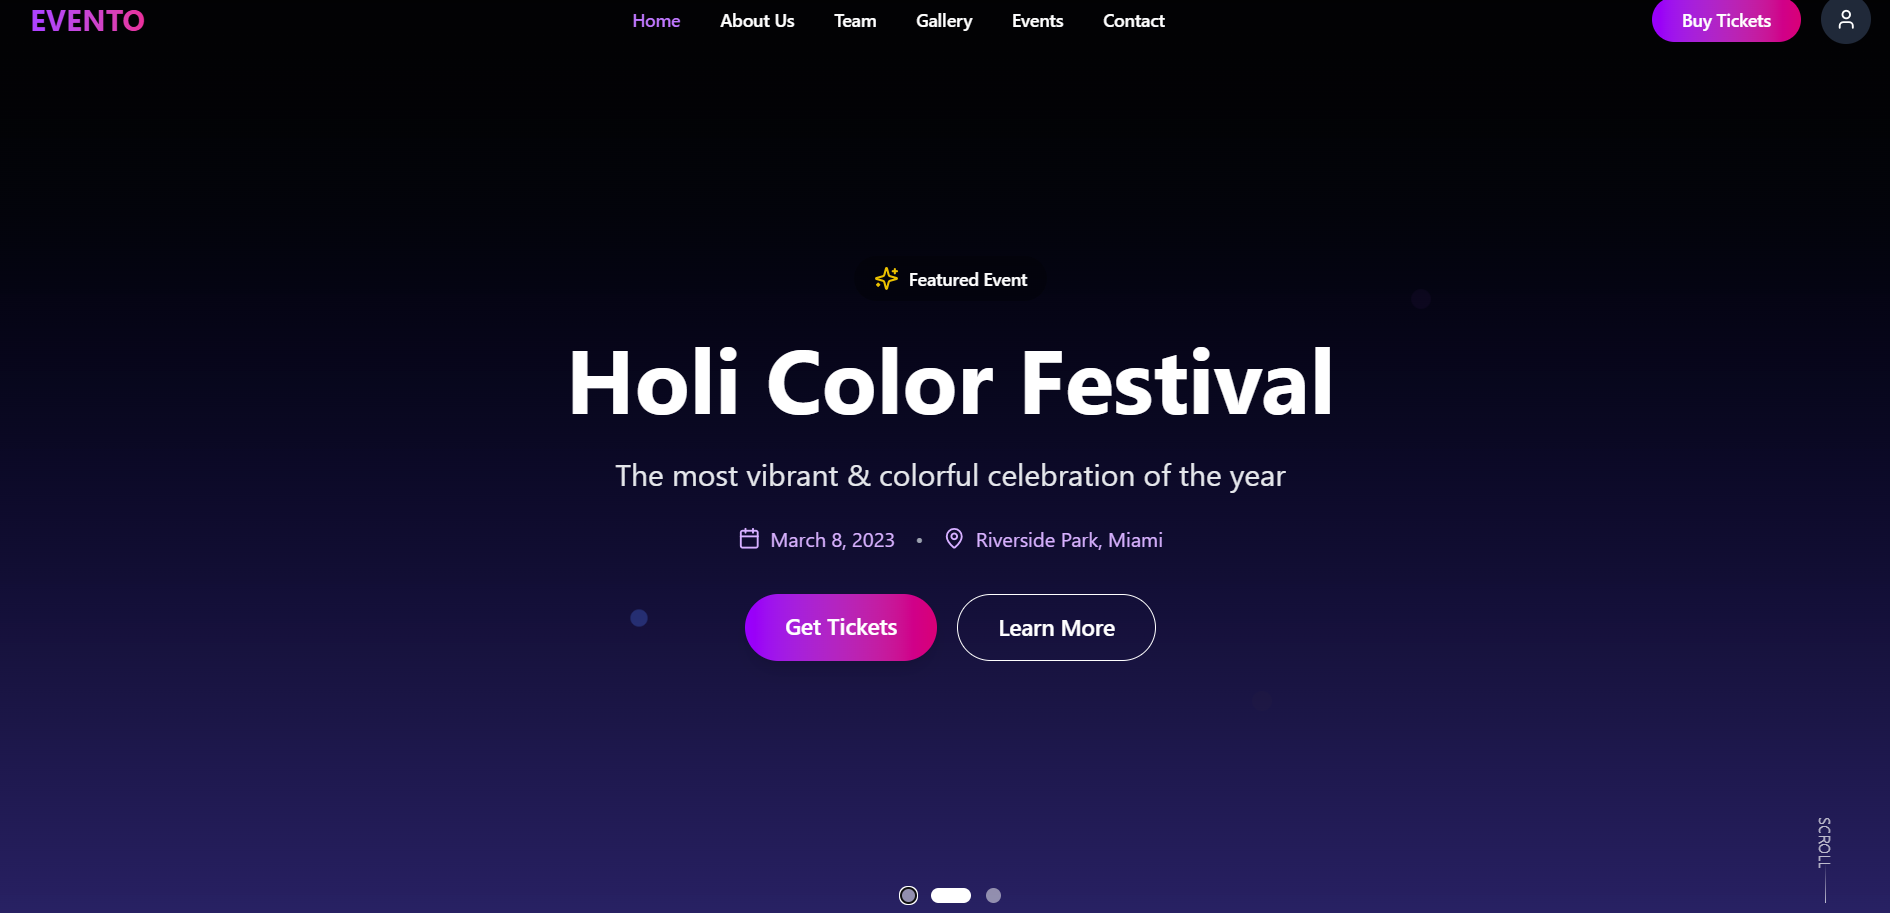 EVENTO
Home About Us Team Gallery Events Contact
Buy Tickets
Featured Event
Holi Color Festival
The most vibrant & colorful celebration of the year
March 8, 2023 • Riverside Park, Miami
Get Tickets Learn More
SCROLL